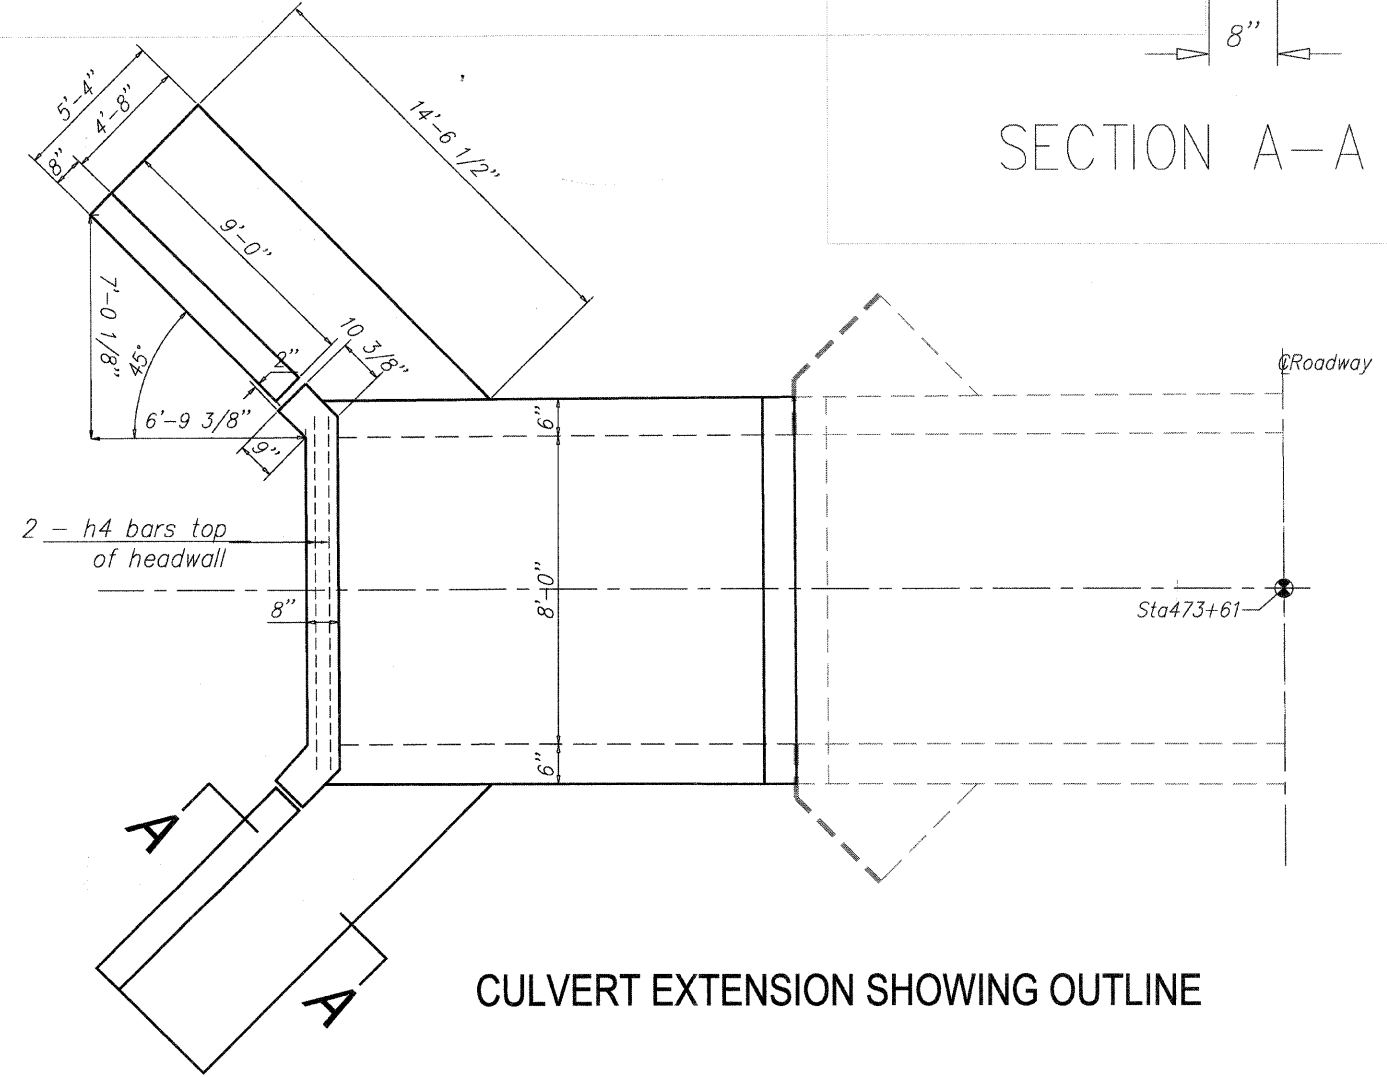 8"
SECTION A-A
5'-4"
4'-8"
8"
14'-6 1/2"
9'-0"
7'-0 1/8"
45°
10 3/8"
2"
6'-9 3/8"
9"
6"
℄Roadway
2 - h4 bars top
of headwall
8'-0"
8"
Sta473+61
6"
A
A
CULVERT EXTENSION SHOWING OUTLINE